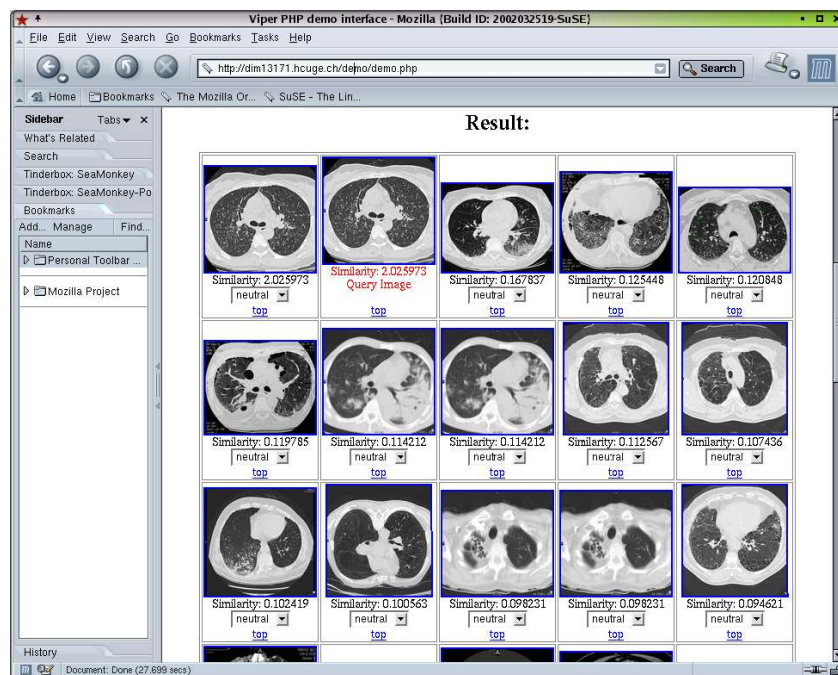 Viper PHP demo interface - Mozilla {Build ID: 2002032519-SuSE}
File Edit View Search Go Bookmarks Tasks Help
http://dim13171.hcuge.ch/demo/demo.php Search
Home Bookmarks The Mozilla Or... SuSE - The Lin...
Sidebar Tabs
What's Related
Search
Tinderbox: SeaMonkey
Tinderbox: SeaMonkey-Po
Bookmarks
Add... Manage Find...
Name
Personal Toolbar ...
Mozilla Project
History
Result:
Similarity: 2.025973 Similarity: 2.025973 Similarity: 0.167837 Similarity: 0.125448 Similarity: 0.120848
neutral Query Image neutral neutral neutral
top top top top
Similarity: 0.119785 Similarity: 0.114212 Similarity: 0.114212 Similarity: 0.112567 Similarity: 0.107436
neutral neutral neutral neutral neutral
top top top top top
Similarity: 0.102419 Similarity: 0.100563 Similarity: 0.098231 Similarity: 0.098231 Similarity: 0.094621
neutral neutral neutral neutral neutral
top top top top top
Document: Done (27.699 secs)